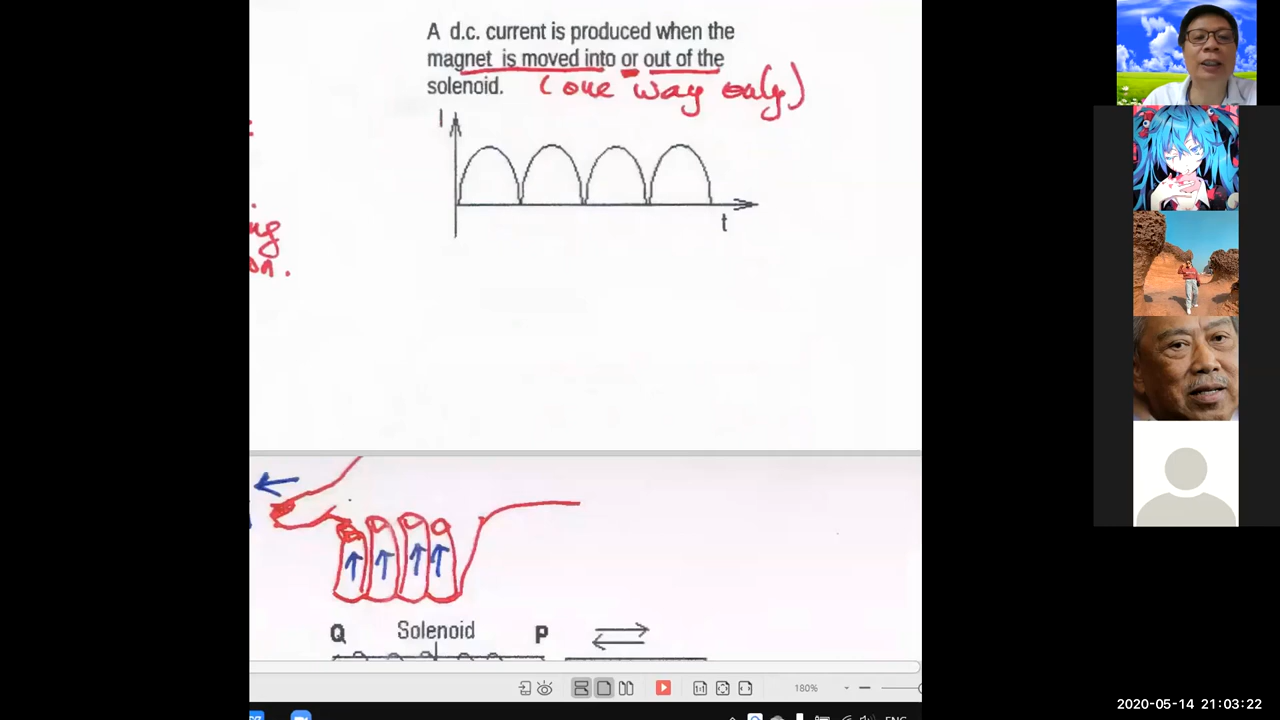 A d.c. current is produced when the
magnet is moved into or out of the
solenoid. (one way only)
I
t
Q Solenoid P
180%
ENG
2020-05-14 21:03:22